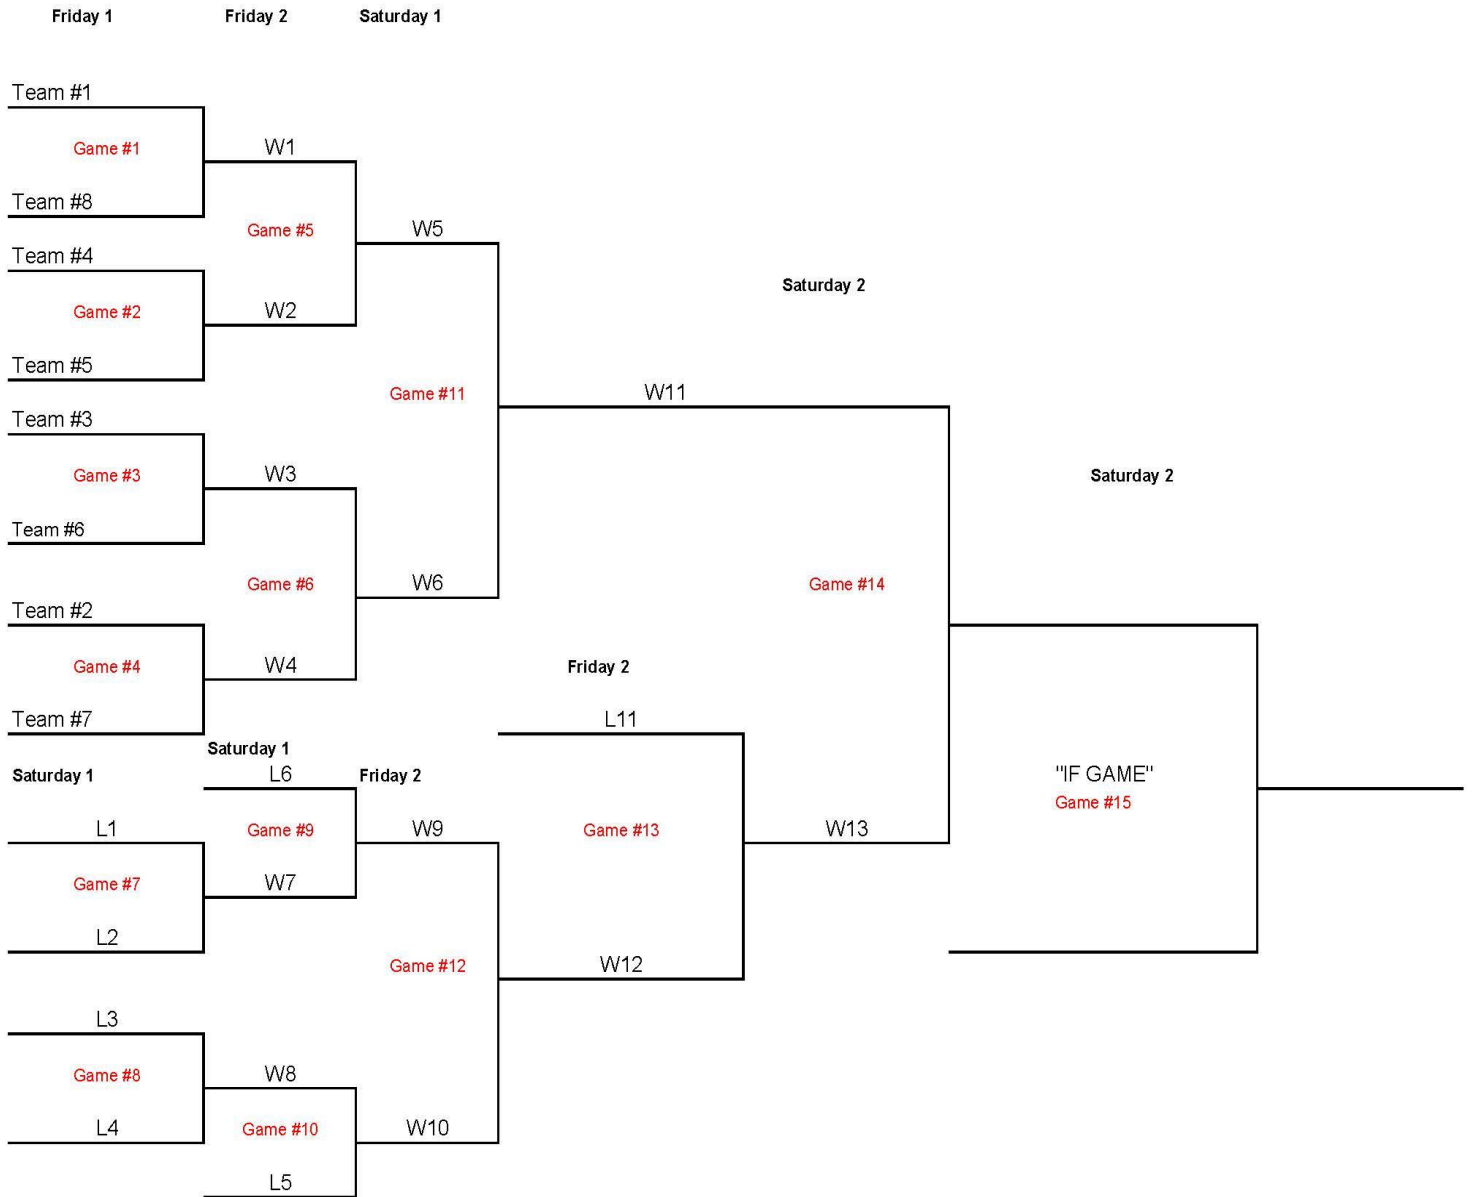 Friday 1
Friday 2
Saturday 1
Team #1
Game #1
W1
Team #8
Game #5
W5
Team #4
Saturday 2
Game #2
W2
Team #5
Game #11
W11
Team #3
Game #3
W3
Saturday 2
Team #6
Game #6
W6
Game #14
Team #2
Game #4
W4
Friday 2
Team #7
L11
Saturday 1
Saturday 1
L6
Friday 2
"IF GAME"
Game #15
L1
Game #9
W9
Game #13
W13
Game #7
W7
L2
Game #12
W12
L3
Game #8
W8
L4
Game #10
W10
L5